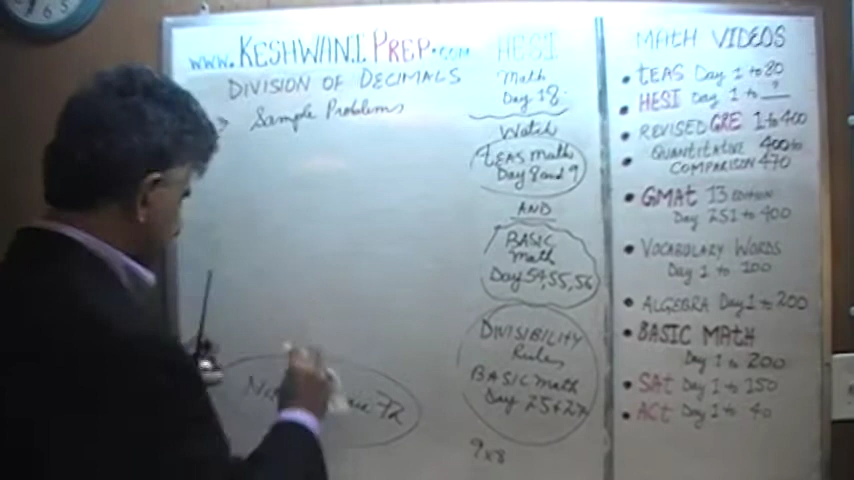 www.KESHWANI PREP.com
DIVISION OF DECIMALS
Sample Problems
HESI
Math
Day 18
Watch
TEAS Math
Day 8 and 9
AND
BASIC
Math
Day 54,55,56
DIVISIBILITY
Rules
BASIC Math
Day 25 & 27
9x8
72
MATH VIDEOS
• TEAS Day 1 to 80
• HESI Day 1 to ?
• REVISED GRE 1 to 400
• QUANTITATIVE 400 to
COMPARISON 470
• GMAT 13 EDITION
Day 251 to 400
• VOCABULARY WORDS
Day 1 to 100
• ALGEBRA Day 1 to 200
• BASIC MATH
Day 1 to 200
• SAT Day 1 to 150
• ACT Day 1 to 40